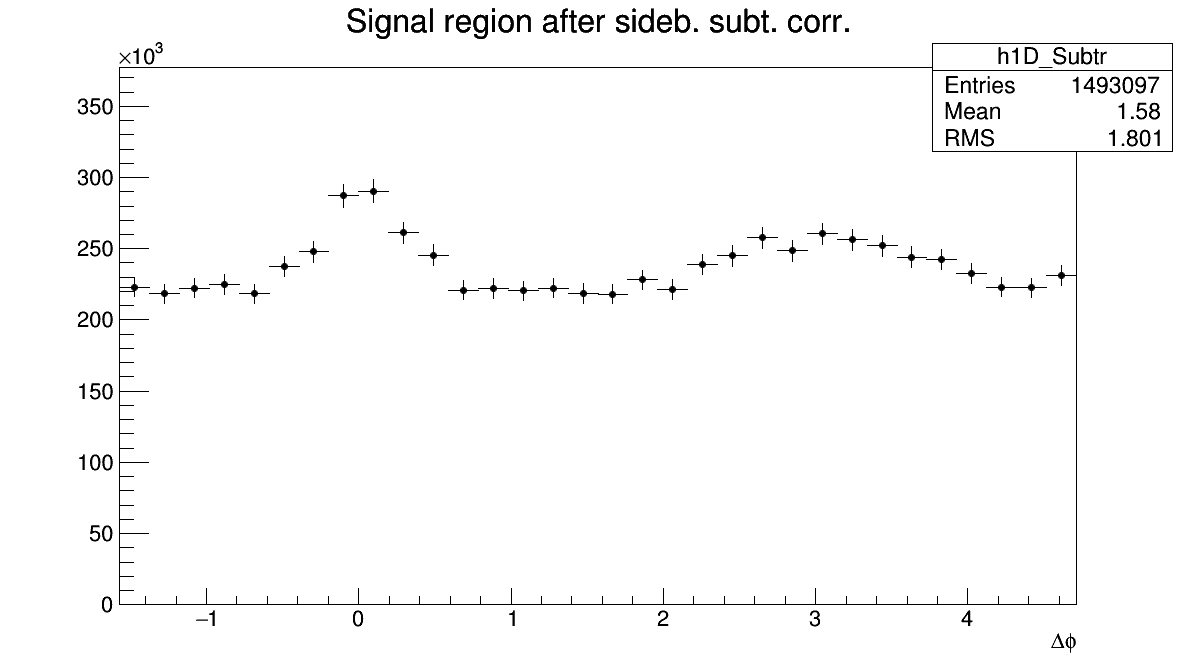 Signal region after sideb. subt. corr.
×10³
h1D_Subtr
Entries 1493097
Mean 1.58
RMS 1.801
350
300
250
200
150
100
50
0
−1 0 1 2 3 4
Δϕ